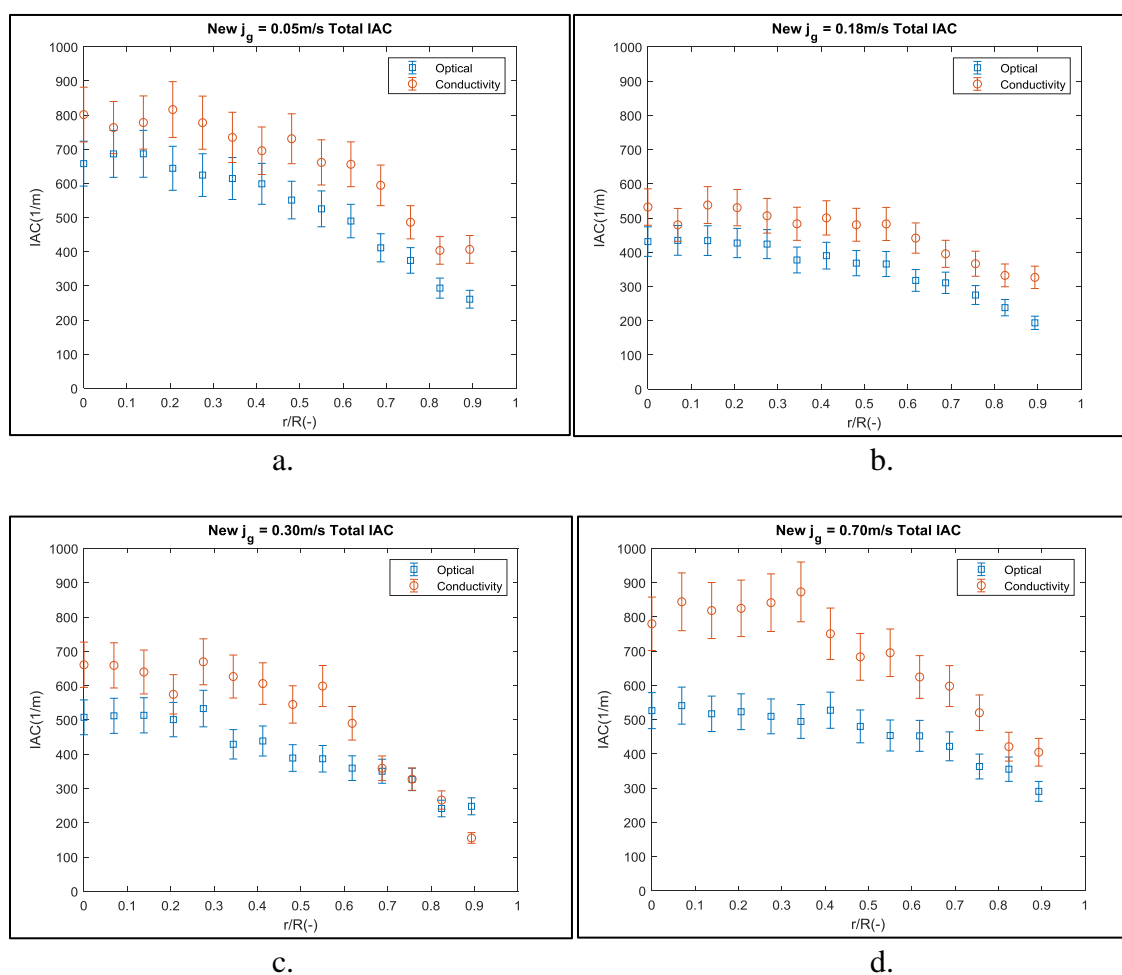 New j_g = 0.05m/s Total IAC
1000
900
800
700
600
500
400
300
200
100
0
IAC(1/m)
Optical
Conductivity
0 0.1 0.2 0.3 0.4 0.5 0.6 0.7 0.8 0.9 1
r/R(-)
a.
New j_g = 0.18m/s Total IAC
1000
900
800
700
600
500
400
300
200
100
0
IAC(1/m)
Optical
Conductivity
0 0.1 0.2 0.3 0.4 0.5 0.6 0.7 0.8 0.9 1
r/R(-)
b.
New j_g = 0.30m/s Total IAC
1000
900
800
700
600
500
400
300
200
100
0
IAC(1/m)
Optical
Conductivity
0 0.1 0.2 0.3 0.4 0.5 0.6 0.7 0.8 0.9 1
r/R(-)
c.
New j_g = 0.70m/s Total IAC
1000
900
800
700
600
500
400
300
200
100
0
IAC(1/m)
Optical
Conductivity
0 0.1 0.2 0.3 0.4 0.5 0.6 0.7 0.8 0.9 1
r/R(-)
d.